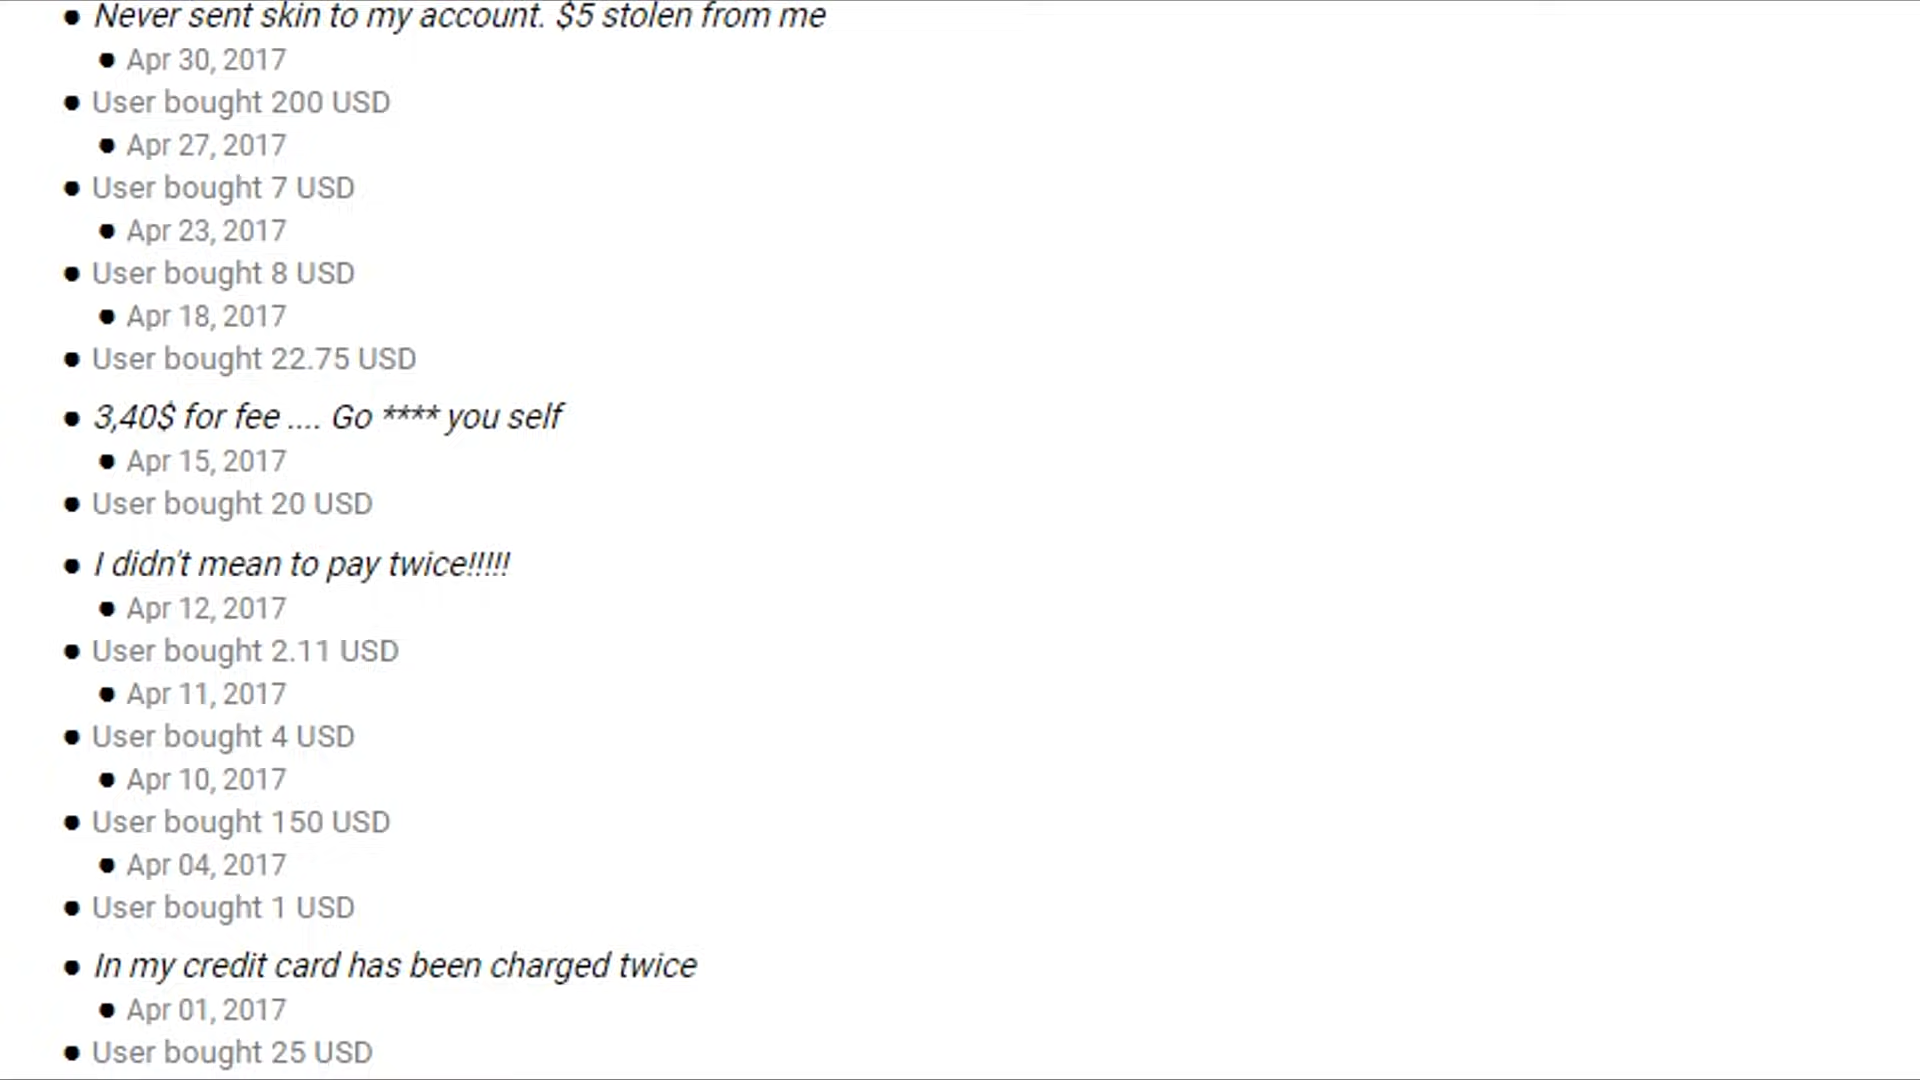 Never sent skin to my account. $5 stolen from me
Apr 30, 2017
User bought 200 USD
Apr 27, 2017
User bought 7 USD
Apr 23, 2017
User bought 8 USD
Apr 18, 2017
User bought 22.75 USD
3,40$ for fee .... Go **** you self
Apr 15, 2017
User bought 20 USD
I didn't mean to pay twice!!!!!
Apr 12, 2017
User bought 2.11 USD
Apr 11, 2017
User bought 4 USD
Apr 10, 2017
User bought 150 USD
Apr 04, 2017
User bought 1 USD
In my credit card has been charged twice
Apr 01, 2017
User bought 25 USD